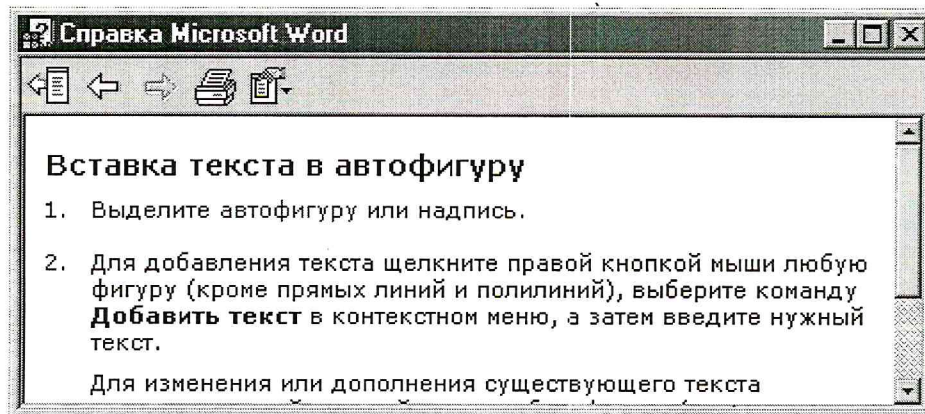 Справка Microsoft Word
Вставка текста в автофигуру
1. Выделите автофигуру или надпись.
2. Для добавления текста щелкните правой кнопкой мыши любую
фигуру (кроме прямых линий и полилиний), выберите команду
Добавить текст в контекстном меню, а затем введите нужный
текст.
Для изменения или дополнения существующего текста